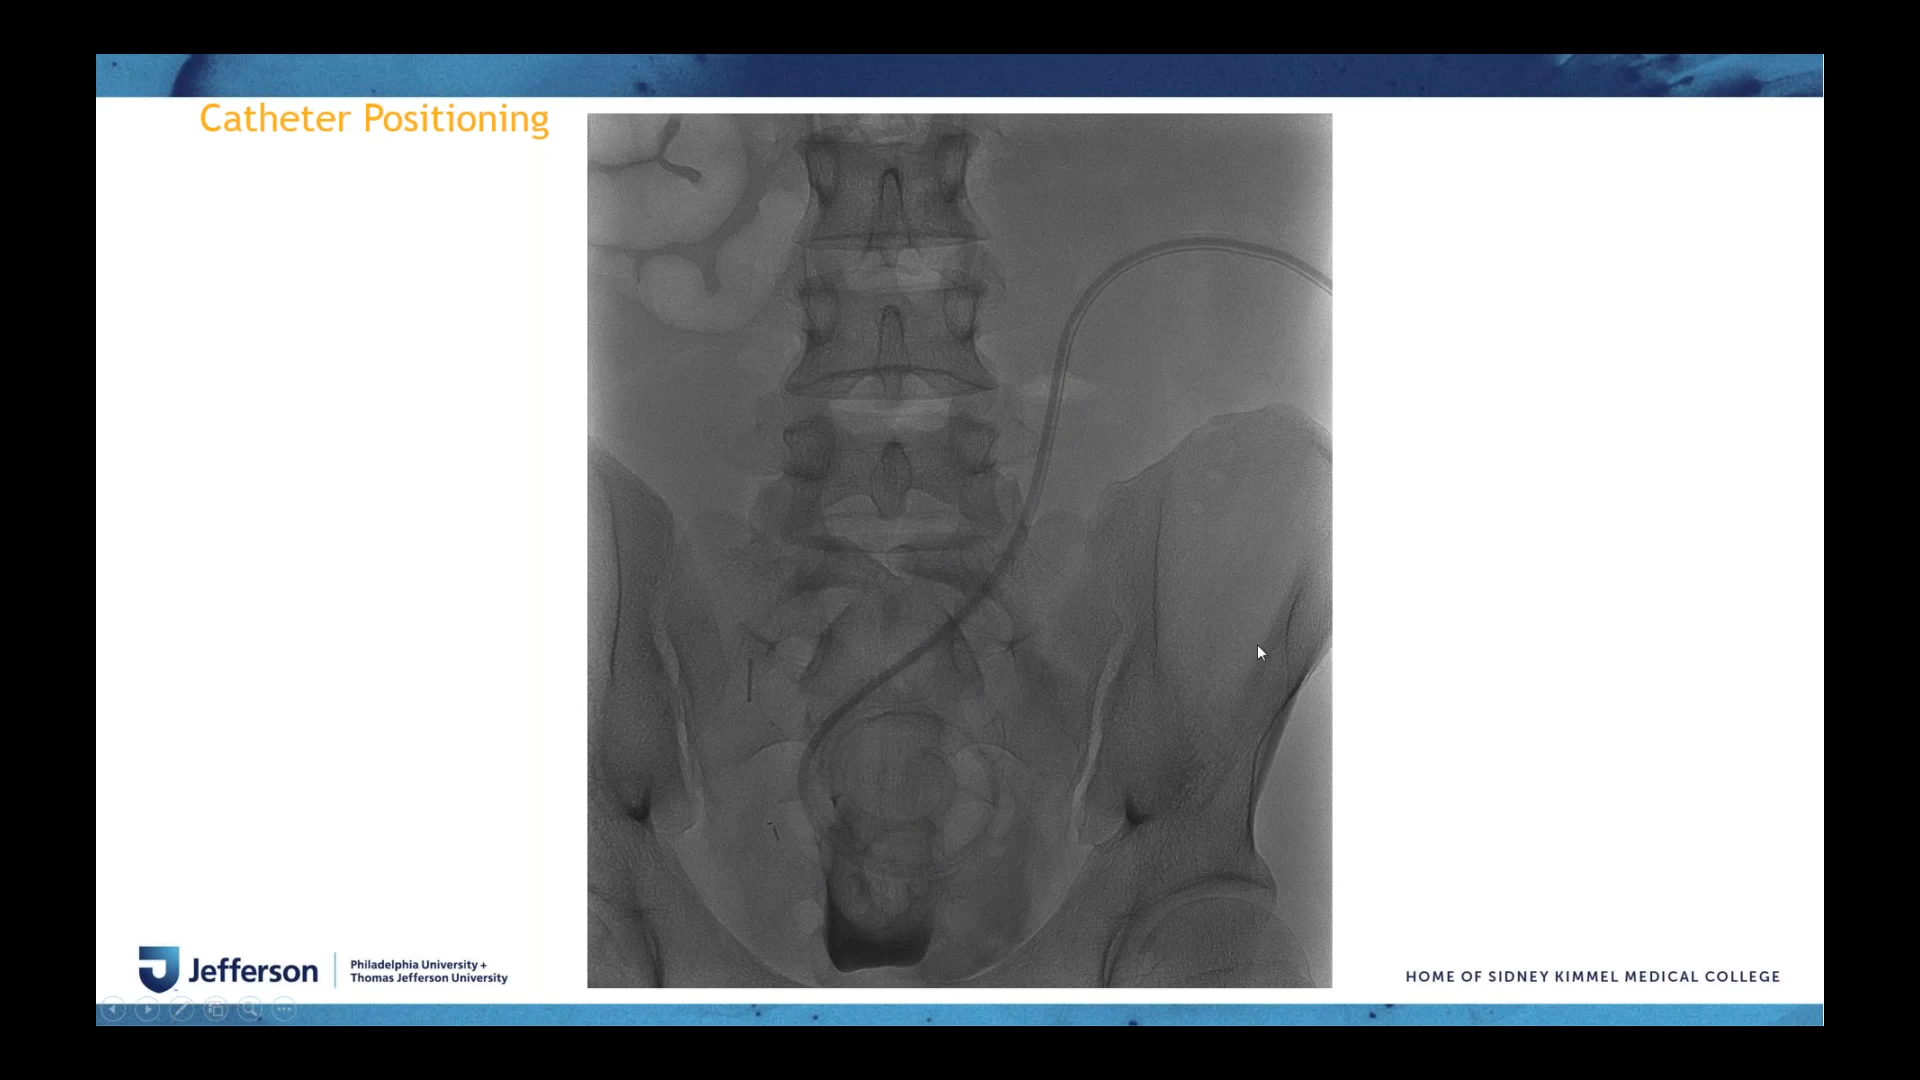 Catheter Positioning
Jefferson
Philadelphia University +
Thomas Jefferson University
HOME OF SIDNEY KIMMEL MEDICAL COLLEGE